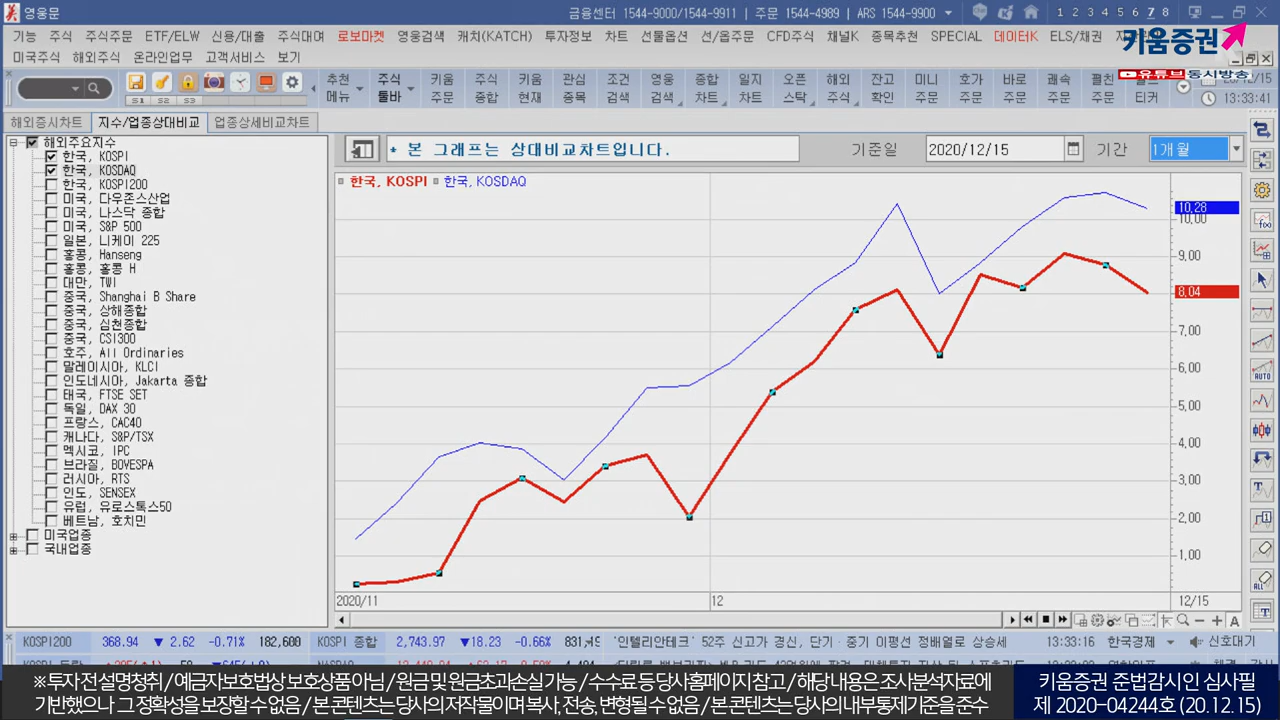 영웅문
금융센터 1544-9000/1544-9911 | 주문 1544-4989 | ARS 1544-9900
1 2 3 4 5 6 7 8
기능 주식 주식주문 ETF/ELW 신용/대출 주식대여 로보마켓 영웅검색 캐치(KATCH) 투자정보 차트 선물옵션 선/옵주문 CFD주식 채널K 종목추천 SPECIAL 데이터K ELS/채권
키움증권
미국주식 해외주식 온라인업무 고객서비스 보기
유튜브 동시방송
S1 S2 S3
추천 메뉴
주식 툴바
키움 주문
주식 종합
키움 현재
관심 종목
조건 검색
영웅 검색
종합 차트
일지 차트
오픈 스탁
해외 주식
잔고 확인
미니 주문
호가 주문
바로 주문
쾌속 주문
펼친 주문
티커
13:33:41
해외증시차트 지수/업종상대비교 업종상세비교차트
해외주요지수
한국, KOSPI
한국, KOSDAQ
한국, KOSPI200
미국, 다우존스산업
미국, 나스닥 종합
미국, S&P 500
일본, 니케이 225
홍콩, Hanseng
홍콩, 홍콩 H
대만, TWI
중국, Shanghai B Share
중국, 상해종합
중국, 심천종합
중국, CSI300
호주, All Ordinaries
말레이시아, KLCI
인도네시아, Jakarta 종합
태국, FTSE SET
독일, DAX 30
프랑스, CAC40
캐나다, S&P/TSX
멕시코, IPC
브라질, BOVESPA
러시아, RTS
인도, SENSEX
유럽, 유로스톡스50
베트남, 호치민
미국업종
국내업종
* 본 그래프는 상대비교차트입니다.
기준일 2020/12/15 기간 1개월
한국, KOSPI 한국, KOSDAQ
10,28
10,00
9,00
8,04
7,00
6,00
5,00
4,00
3,00
2,00
1,00
2020/11 12 12/15
f(x)
AUTO
T
ALL
A
KOSPI200 368.94 ▼ 2.62 -0.71% 182,600 KOSPI 종합 2,743.97 ▼18.23 -0.66% '인텔리안테크' 52주 신고가 경신, 단기·중기 이평선 정배열로 상승세 13:33:16 한국경제 신호대기
※ 투자 전 설명청취 / 예금자보호법상 보호상품 아님 / 원금 및 원금초과손실 가능 / 수수료 등 당사홈페이지 참고 / 해당 내용은 조사분석자료에
기반했으나 그 정확성을 보장할 수 없음 / 본 콘텐츠는 당사의 저작물이며 복사, 전송, 변형될 수 없음 / 본 콘텐츠는 당사의 내부통제기준을 준수
키움증권 준법감시인 심사필
제 2020-04244호 (20.12.15)